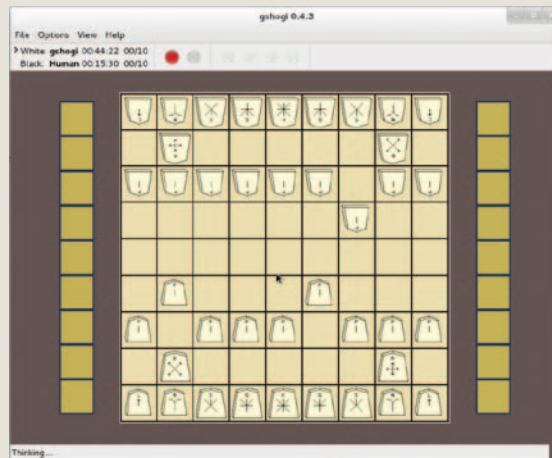 gshogi 0.4.3
File Options View Help
White: gshogi 00:44:22 00/10
Black: Human 00:15:30 00/10
Thinking...